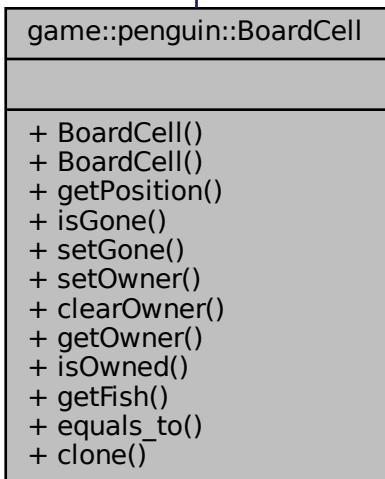 game::penguin::BoardCell
+ BoardCell()
+ BoardCell()
+ getPosition()
+ isGone()
+ setGone()
+ setOwner()
+ clearOwner()
+ getOwner()
+ isOwned()
+ getFish()
+ equals_to()
+ clone()